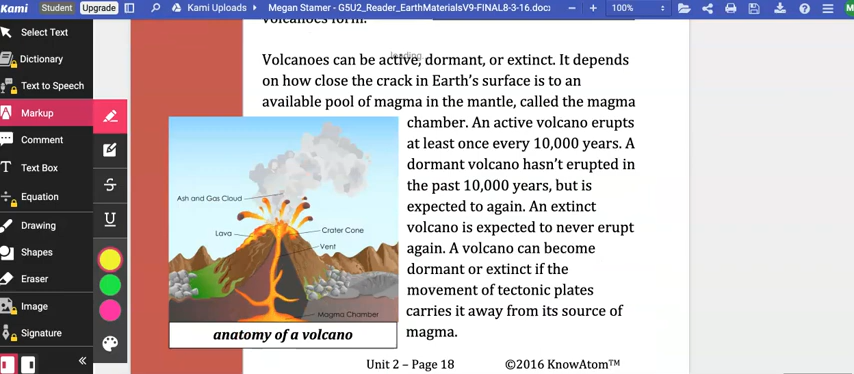 Kami Student Upgrade Kami Uploads > Megan Stamer - G5U2_Reader_EarthMaterialsV9-FINAL8-3-16.docx 100%
Select Text
Dictionary
Text to Speech
Markup
Comment
Text Box
Equation
Drawing
Shapes
Eraser
Image
Signature
volcanoes form.
loading
Volcanoes can be active, dormant, or extinct. It depends
on how close the crack in Earth's surface is to an
available pool of magma in the mantle, called the magma
chamber. An active volcano erupts
at least once every 10,000 years. A
dormant volcano hasn't erupted in
the past 10,000 years, but is
expected to again. An extinct
volcano is expected to never erupt
again. A volcano can become
dormant or extinct if the
movement of tectonic plates
carries it away from its source of
magma.
Ash and Gas Cloud
Lava
Crater Cone
Vent
Magma Chamber
anatomy of a volcano
Unit 2 – Page 18 ©2016 KnowAtom™